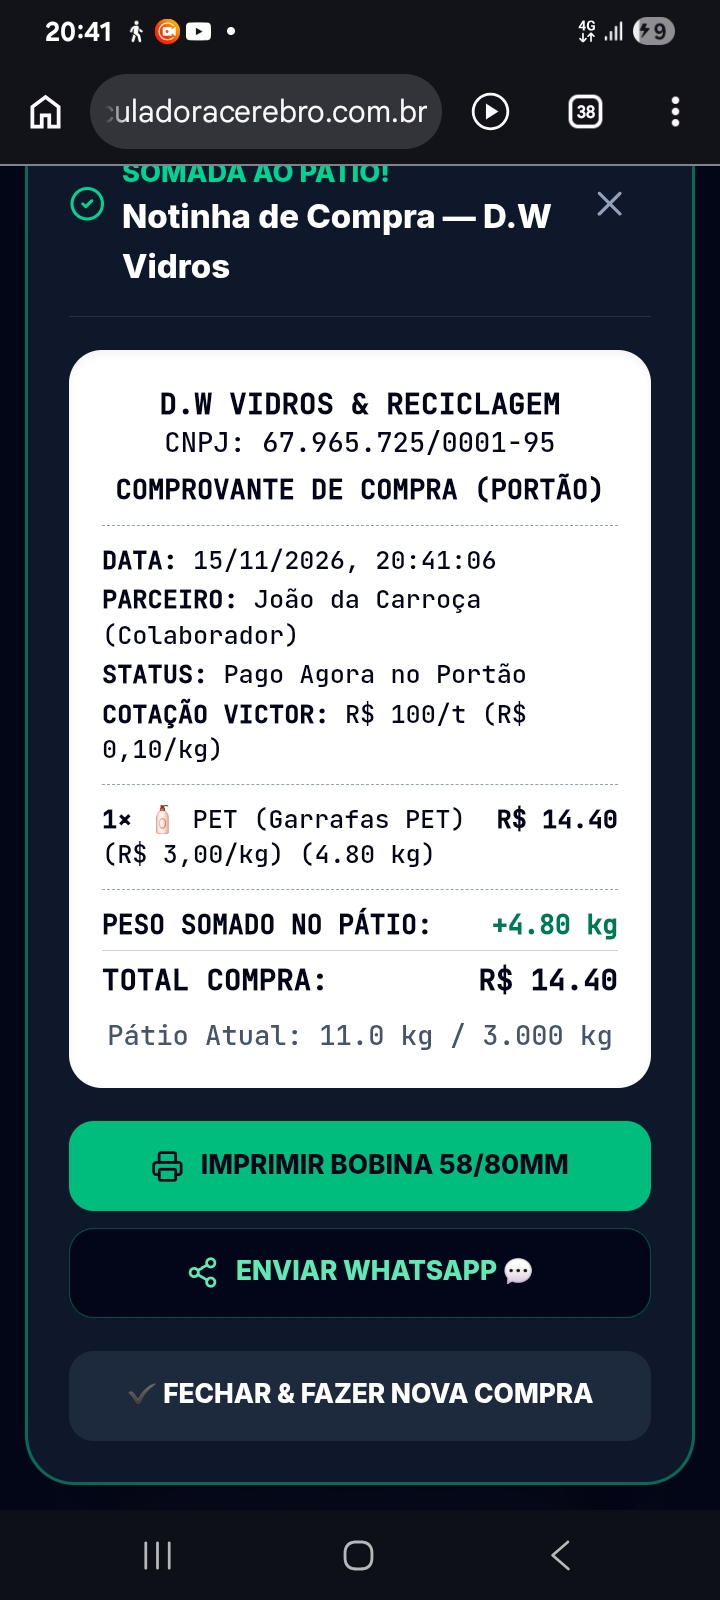 20:41
4G
9
uladoracerebro.com.br
38
SOMADA AO PÁTIO!
Notinha de Compra — D.W
Vidros
D.W VIDROS & RECICLAGEM
CNPJ: 67.965.725/0001-95
COMPROVANTE DE COMPRA (PORTÃO)
DATA: 15/11/2026, 20:41:06
PARCEIRO: João da Carroça
(Colaborador)
STATUS: Pago Agora no Portão
COTAÇÃO VICTOR: R$ 100/t (R$
0,10/kg)
1× 🧴 PET (Garrafas PET) R$ 14.40
(R$ 3,00/kg) (4.80 kg)
PESO SOMADO NO PÁTIO: +4.80 kg
TOTAL COMPRA: R$ 14.40
Pátio Atual: 11.0 kg / 3.000 kg
IMPRIMIR BOBINA 58/80MM
ENVIAR WHATSAPP 💬
✔ FECHAR & FAZER NOVA COMPRA